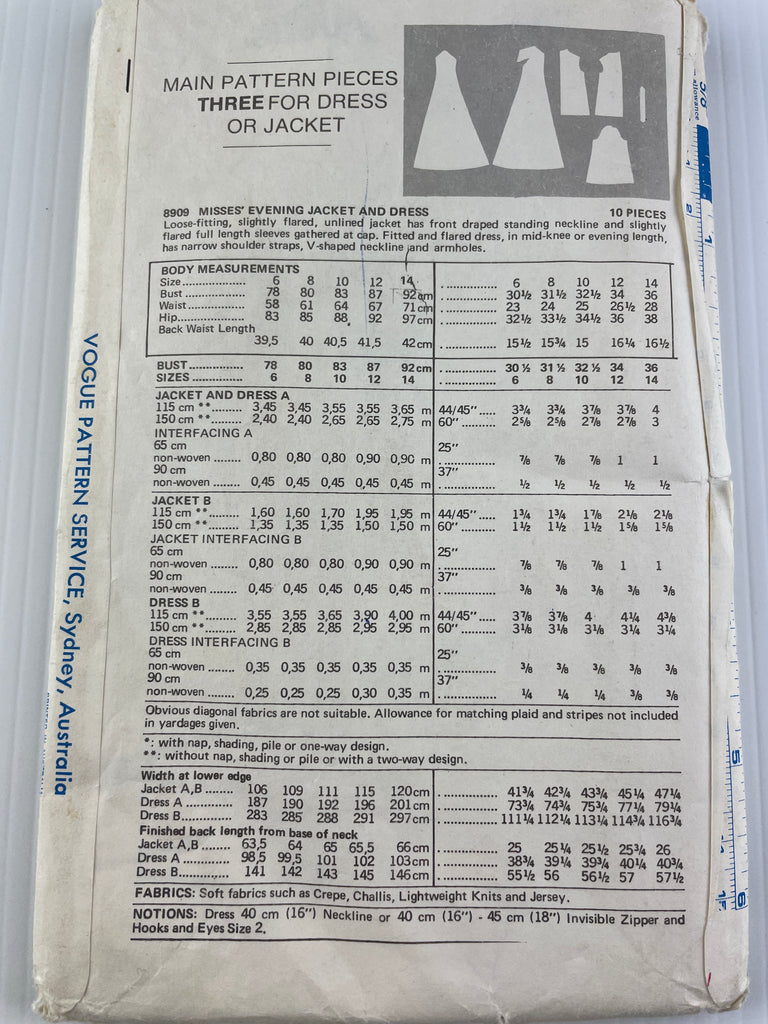 MAIN PATTERN PIECES
THREE FOR DRESS
OR JACKET
8909 MISSES' EVENING JACKET AND DRESS 10 PIECES
Loose-fitting, slightly flared, unlined jacket has front draped standing neckline and slightly
flared full length sleeves gathered at cap. Fitted and flared dress, in mid-knee or evening length,
has narrow shoulder straps, V-shaped neckline and armholes.
BODY MEASUREMENTS
Size................... 6 8 10 12 14 ............... 6 8 10 12 14
Bust .................. 78 80 83 87 92cm ............... 30½ 31½ 32½ 34 36
Waist................. 58 61 64 67 71cm ............... 23 24 25 26½ 28
Hip.................... 83 85 88 92 97cm ............... 32½ 33½ 34½ 36 38
Back Waist Length
39,5 40 40,5 41,5 42cm ............... 15½ 15¾ 15 16¼ 16½
BUST............... 78 80 83 87 92cm ............... 30 ½ 31 ½ 32 ½ 34 36
SIZES .............. 6 8 10 12 14 ............... 6 8 10 12 14
JACKET AND DRESS A
115 cm **......... 3,45 3,45 3,55 3,55 3,65 m 44/45" ..... 3¾ 3¾ 3⅞ 3⅞ 4
150 cm **......... 2,40 2,40 2,65 2,65 2,75 m 60" .......... 2⅝ 2⅝ 2⅞ 2⅞ 3
INTERFACING A
65 cm 25"
non-woven ........ 0,80 0,80 0,80 0,90 0,90 m ............... ⅞ ⅞ ⅞ 1 1
90 cm 37"
non-woven ........ 0,45 0,45 0,45 0,45 0,45 m ............... ½ ½ ½ ½ ½
JACKET B
115 cm **......... 1,60 1,60 1,70 1,95 1,95 m 44/45" ..... 1¾ 1¾ 1⅞ 2⅛ 2⅛
150 cm **......... 1,35 1,35 1,35 1,50 1,50 m 60" .......... 1½ 1½ 1½ 1⅝ 1⅝
JACKET INTERFACING B
65 cm 25"
non-woven ........ 0,80 0,80 0,80 0,90 0,90 m ............... ⅞ ⅞ ⅞ 1 1
90 cm 37"
non-woven ........ 0,45 0,45 0,45 0,45 0,45 m ............... ⅜ ⅜ ⅜ ⅜ ⅜
DRESS B
115 cm **......... 3,55 3,55 3,65 3,90 4,00 m 44/45" ..... 3⅞ 3⅞ 4 4¼ 4⅜
150 cm **......... 2,85 2,85 2,85 2,95 2,95 m 60" .......... 3⅛ 3⅛ 3⅛ 3¼ 3¼
DRESS INTERFACING B
65 cm 25"
non-woven ........ 0,35 0,35 0,35 0,35 0,35 m ............... ⅜ ⅜ ⅜ ⅜ ⅜
90 cm 37"
non-woven ........ 0,25 0,25 0,25 0,30 0,35 m ............... ¼ ¼ ¼ ⅜ ⅜
Obvious diagonal fabrics are not suitable. Allowance for matching plaid and stripes not included
in yardages given.
*: with nap, shading, pile or one-way design.
**: without nap, shading or pile or with a two-way design.
Width at lower edge
Jacket A,B ........ 106 109 111 115 120cm ............... 41¾ 42¾ 43¾ 45¼ 47¼
Dress A ............. 187 190 192 196 201cm ............... 73¾ 74¾ 75¾ 77¼ 79¼
Dress B.............. 283 285 288 291 297cm ............... 111¼ 112¼ 113¼ 114¾ 116¾
Finished back length from base of neck
Jacket A,B ........ 63,5 64 65 65,5 66cm ............... 25 25¼ 25½ 25¾ 26
Dress A ............. 98,5 99,5 101 102 103cm ............... 38¾ 39¼ 39¾ 40¼ 40¾
Dress B.............. 141 142 143 145 146cm ............... 55½ 56 56½ 57 57½
FABRICS: Soft fabrics such as Crepe, Challis, Lightweight Knits and Jersey.
NOTIONS: Dress 40 cm (16") Neckline or 40 cm (16") - 45 cm (18") Invisible Zipper and
Hooks and Eyes Size 2.
VOGUE PATTERN SERVICE, Sydney, Australia
5/8
allowance
1
2
1
5
6
15